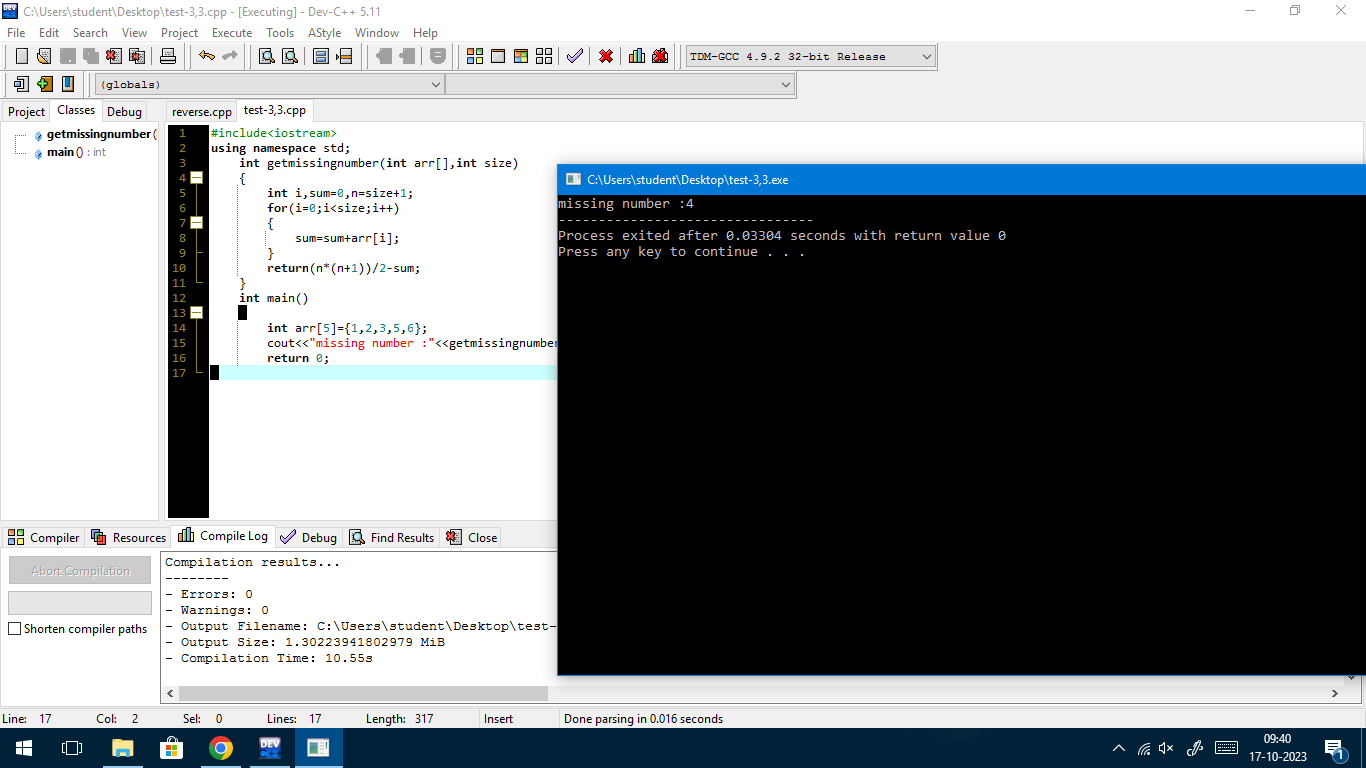 C:\Users\student\Desktop\test-3,3.cpp - [Executing] - Dev-C++ 5.11
File Edit Search View Project Execute Tools AStyle Window Help
TDM-GCC 4.9.2 32-bit Release
(globals)
Project Classes Debug
reverse.cpp test-3,3.cpp
getmissingnumber (
main () : int
1 #include<iostream>
2 using namespace std;
3 int getmissingnumber(int arr[],int size)
4 {
5 int i,sum=0,n=size+1;
6 for(i=0;i<size;i++)
7 {
8 sum=sum+arr[i];
9 }
10 return(n*(n+1))/2-sum;
11 }
12 int main()
13
14 int arr[5]={1,2,3,5,6};
15 cout<<"missing number :"<<getmissingnumber
16 return 0;
17
C:\Users\student\Desktop\test-3,3.exe
missing number :4
--------------------------------
Process exited after 0.03304 seconds with return value 0
Press any key to continue . . .
Compiler Resources Compile Log Debug Find Results Close
Abort Compilation
Shorten compiler paths
Compilation results...
--------
- Errors: 0
- Warnings: 0
- Output Filename: C:\Users\student\Desktop\test-
- Output Size: 1.30223941802979 MiB
- Compilation Time: 10.55s
Line: 17 Col: 2 Sel: 0 Lines: 17 Length: 317 Insert Done parsing in 0.016 seconds
DEV
09:40
17-10-2023
1